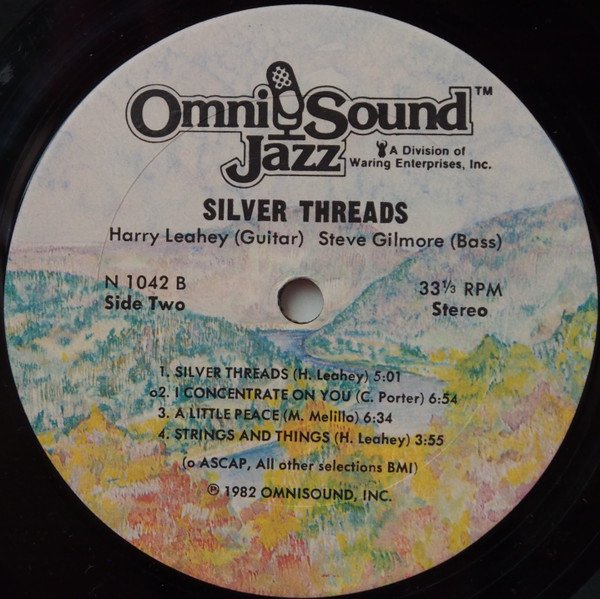 Omni Sound™
Jazz
A Division of
Waring Enterprises, Inc.
SILVER THREADS
Harry Leahey (Guitar) Steve Gilmore (Bass)
N 1042 B
Side Two
33⅓ RPM
Stereo
1. SILVER THREADS (H. Leahey) 5:01
o2. I CONCENTRATE ON YOU (C. Porter) 6:54
3. A LITTLE PEACE (M. Melillo) 6:34
4. STRINGS AND THINGS (H. Leahey) 3:55
(o ASCAP, All other selections BMI)
℗ 1982 OMNISOUND, INC.